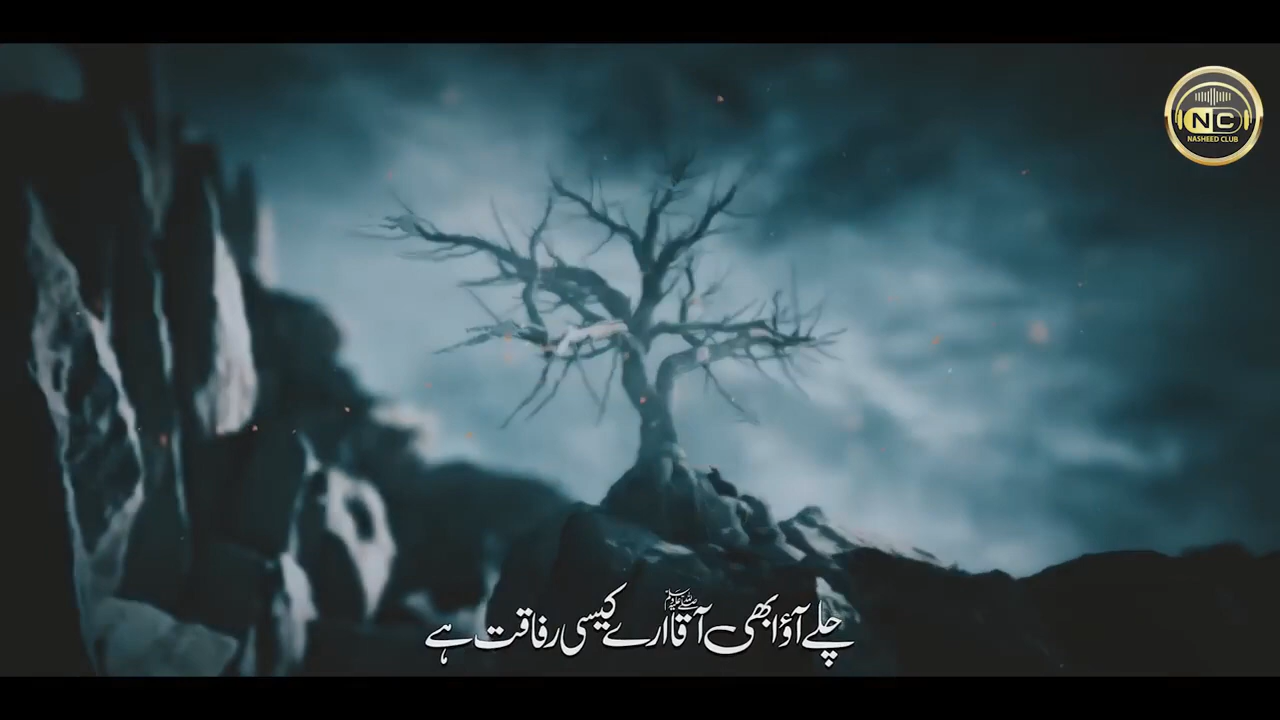 NC
NASHEED CLUB
چلے آؤ ابھی آقا ﷺ ارے کیسی رفاقت ہے